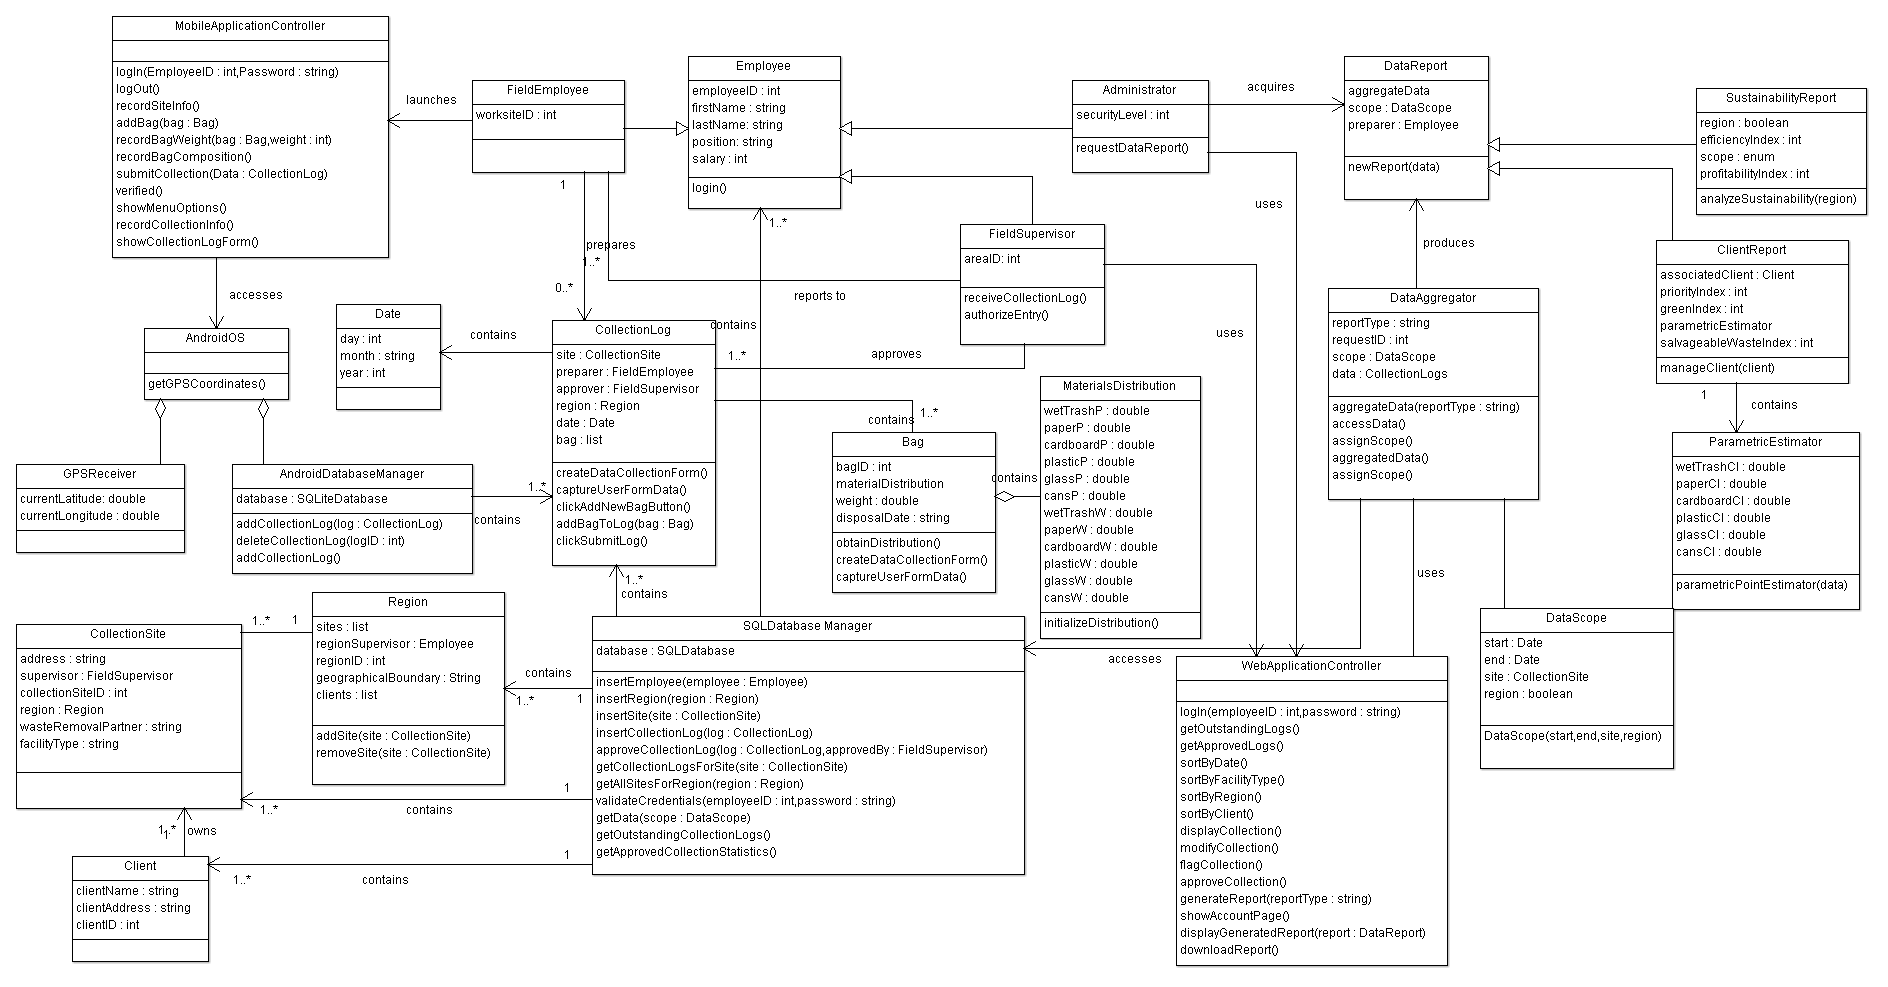 MobileApplicationController
logIn(EmployeeID : int,Password : string)
logOut()
recordSiteInfo()
addBag(bag : Bag)
recordBagWeight(bag : Bag,weight : int)
recordBagComposition()
submitCollection(Data : CollectionLog)
verified()
showMenuOptions()
recordCollectionInfo()
showCollectionLogForm()
launches
FieldEmployee
worksiteID : int
Employee
employeeID : int
firstName : string
lastName: string
position: string
salary : int
login()
Administrator
securityLevel : int
requestDataReport()
acquires
DataReport
aggregateData
scope : DataScope
preparer : Employee
newReport(data)
SustainabilityReport
region : boolean
efficiencyIndex : int
scope : enum
profitabilityIndex : int
analyzeSustainability(region)
1
prepares
1..*
0..*
1..*
uses
FieldSupervisor
areaID: int
receiveCollectionLog()
authorizeEntry()
reports to
produces
ClientReport
associatedClient : Client
priorityIndex : int
greenIndex : int
parametricEstimator
salvageableWasteIndex : int
manageClient(client)
accesses
AndroidOS
getGPSCoordinates()
Date
day : int
month : string
year : int
contains
CollectionLog
site : CollectionSite
preparer : FieldEmployee
approver : FieldSupervisor
region : Region
date : Date
bag : list
createDataCollectionForm()
captureUserFormData()
clickAddNewBagButton()
addBagToLog(bag : Bag)
clickSubmitLog()
contains
1..*
approves
uses
DataAggregator
reportType : string
requestID : int
scope : DataScope
data : CollectionLogs
aggregateData(reportType : string)
accessData()
assignScope()
aggregatedData()
assignScope()
1
contains
ParametricEstimator
wetTrashCI : double
paperCI : double
cardboardCI : double
plasticCI : double
glassCI : double
cansCI : double
parametricPointEstimator(data)
contains
1..*
Bag
bagID : int
materialDistribution
weight : double
disposalDate : string
obtainDistribution()
createDataCollectionForm()
captureUserFormData()
contains
MaterialsDistribution
wetTrashP : double
paperP : double
cardboardP : double
plasticP : double
glassP : double
cansP : double
wetTrashW : double
paperW : double
cardboardW : double
plasticW : double
glassW : double
cansW : double
initializeDistribution()
GPSReceiver
currentLatitude: double
currentLongitude : double
AndroidDatabaseManager
database : SQLiteDatabase
addCollectionLog(log : CollectionLog)
deleteCollectionLog(logID : int)
addCollectionLog()
1..*
contains
1..*
contains
uses
DataScope
start : Date
end : Date
site : CollectionSite
region : boolean
DataScope(start,end,site,region)
CollectionSite
address : string
supervisor : FieldSupervisor
collectionSiteID : int
region : Region
wasteRemovalPartner : string
facilityType : string
1..*
1
Region
sites : list
regionSupervisor : Employee
regionID : int
geographicalBoundary : String
clients : list
addSite(site : CollectionSite)
removeSite(site : CollectionSite)
contains
1..*
1
SQLDatabase Manager
database : SQLDatabase
insertEmployee(employee : Employee)
insertRegion(region : Region)
insertSite(site : CollectionSite)
insertCollectionLog(log : CollectionLog)
approveCollectionLog(log : CollectionLog,approvedBy : FieldSupervisor)
getCollectionLogsForSite(site : CollectionSite)
getAllSitesForRegion(region : Region)
validateCredentials(employeeID : int,password : string)
getData(scope : DataScope)
getOutstandingCollectionLogs()
getApprovedCollectionStatistics()
accesses
WebApplicationController
logIn(employeeID : int,password : string)
getOutstandingLogs()
getApprovedLogs()
sortByDate()
sortByFacilityType()
sortByRegion()
sortByClient()
displayCollection()
modifyCollection()
flagCollection()
approveCollection()
generateReport(reportType : string)
showAccountPage()
displayGeneratedReport(report : DataReport)
downloadReport()
1..*
contains
1
1..*
1
owns
Client
clientName : string
clientAddress : string
clientID : int
1..*
contains
1